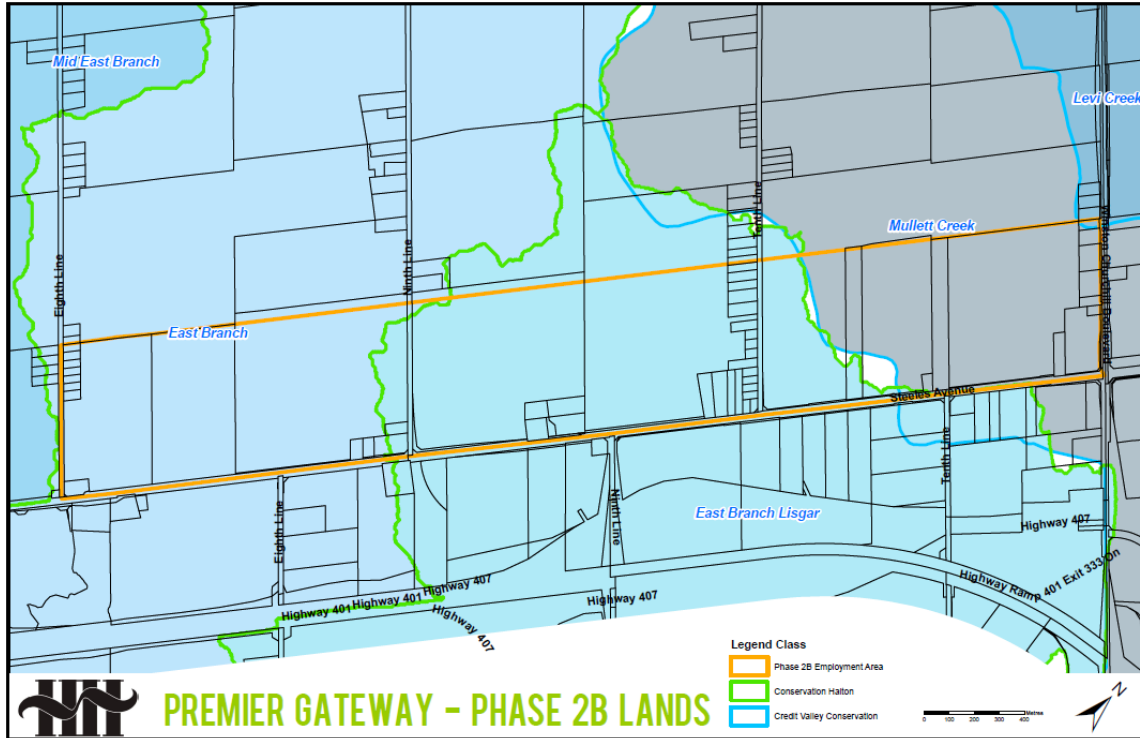 Mid East Branch
Levi Creek
Tenth Line
Mullett Creek
Winston Churchill Boulevard
Eighth Line
Ninth Line
East Branch
Steeles Avenue
Tenth Line
East Branch Lisgar
Eighth Line
Ninth Line
Highway 407
Highway Ramp 401 Exit 333 On
Highway 401
Highway 401
Highway 407
Highway 407
Highway 407
Legend Class
Phase 2B Employment Area
Conservation Halton
Credit Valley Conservation
0 100 200 300 400 Metres
N
PREMIER GATEWAY - PHASE 2B LANDS